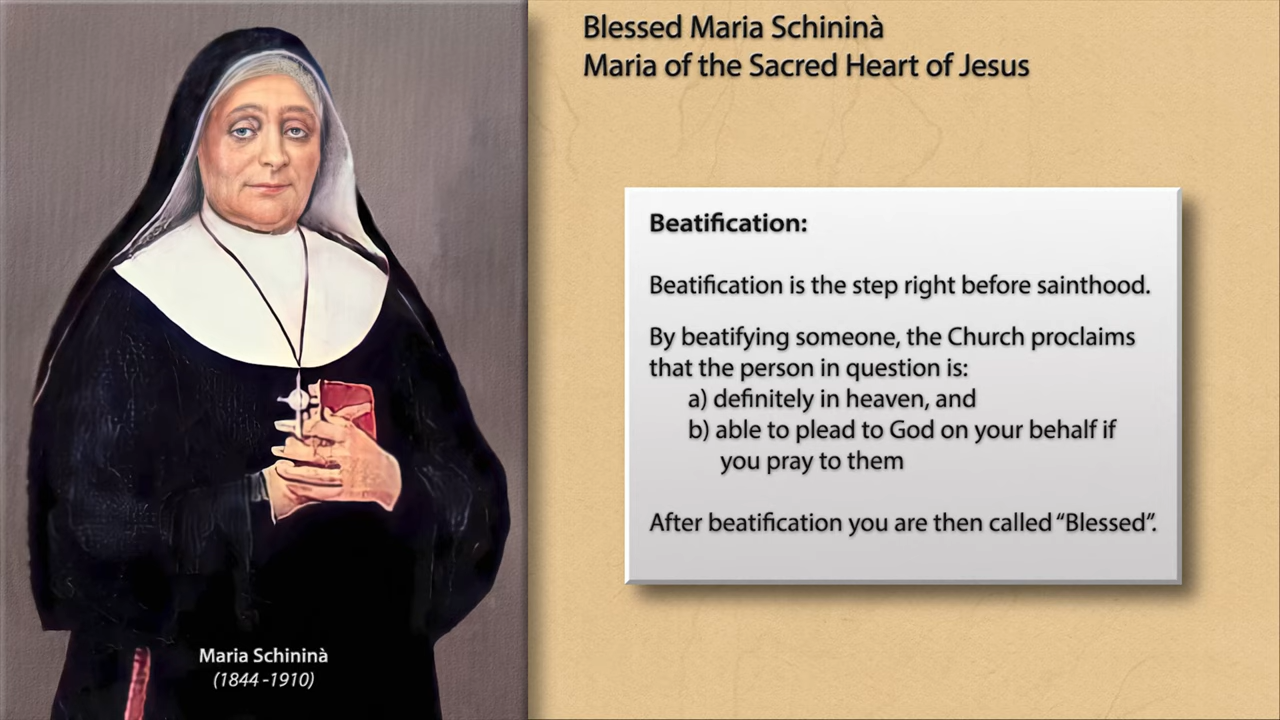 Blessed Maria Schininà
Maria of the Sacred Heart of Jesus
Beatification:
Beatification is the step right before sainthood.
By beatifying someone, the Church proclaims
that the person in question is:
a) definitely in heaven, and
b) able to plead to God on your behalf if
you pray to them
After beatification you are then called “Blessed”.
Maria Schininà
(1844 -1910)